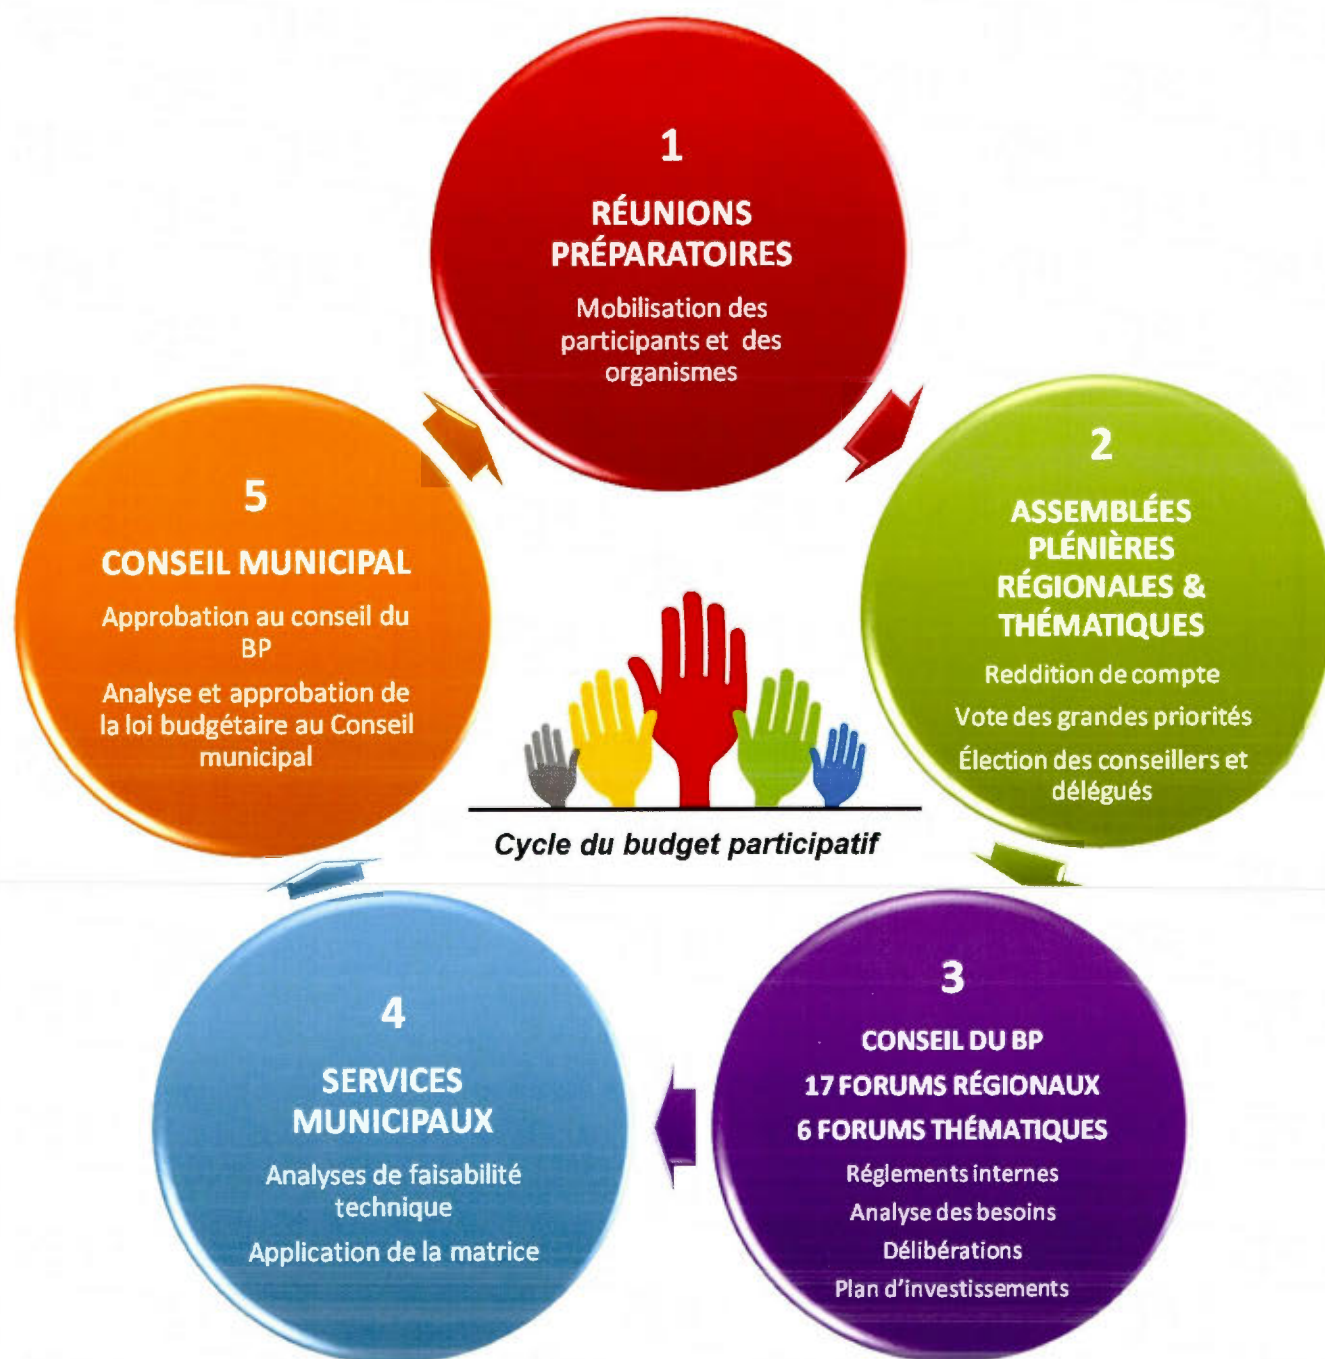 1
RÉUNIONS
PRÉPARATOIRES
Mobilisation des
participants et des
organismes
2
ASSEMBLÉES
PLÉNIÈRES
RÉGIONALES &
THÉMATIQUES
Reddition de compte
Vote des grandes priorités
Élection des conseillers et
délégués
3
CONSEIL DU BP
17 FORUMS RÉGIONAUX
6 FORUMS THÉMATIQUES
Réglements internes
Analyse des besoins
Délibérations
Plan d'investissements
4
SERVICES
MUNICIPAUX
Analyses de faisabilité
technique
Application de la matrice
5
CONSEIL MUNICIPAL
Approbation au conseil du
BP
Analyse et approbation de
la loi budgétaire au Conseil
municipal
Cycle du budget participatif